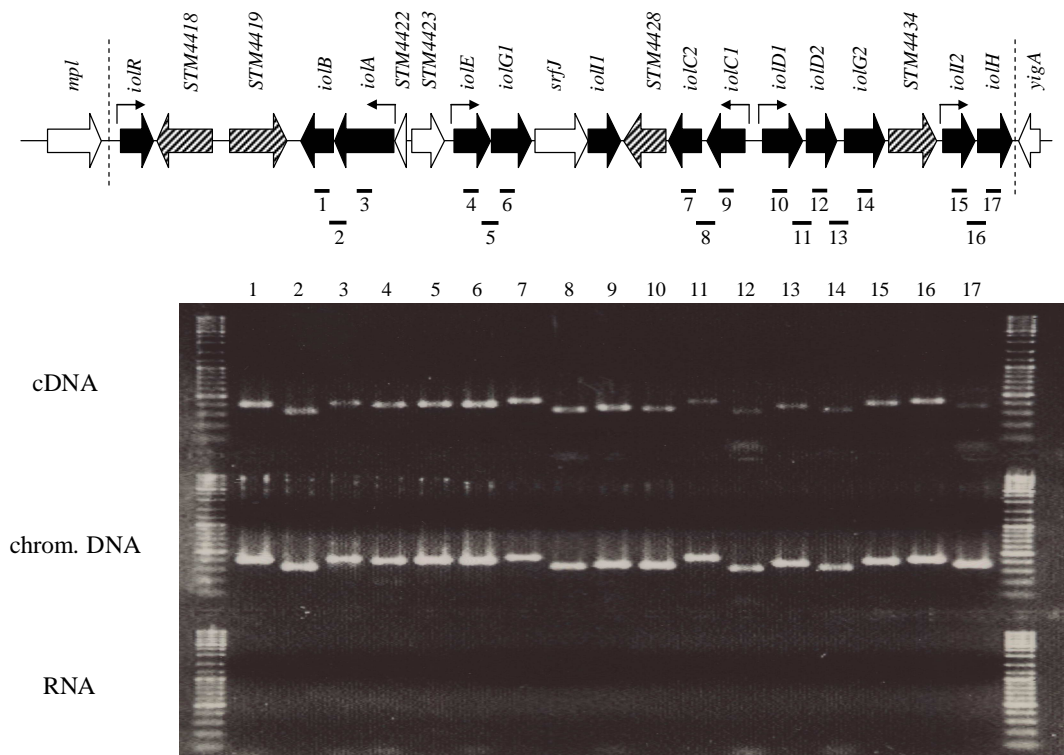 mpl iolR STM4418 STM4419 iolB iolA STM4422 STM4423 iolE iolG1 srfJ iolI1 STM4428 iolC2 iolC1 iolD1 iolD2 iolG2 STM4434 iolI2 iolH yigA
1 3 4 6 7 9 10 12 14 15 17
2 5 8 11 13 16
1 2 3 4 5 6 7 8 9 10 11 12 13 14 15 16 17
cDNA
chrom. DNA
RNA